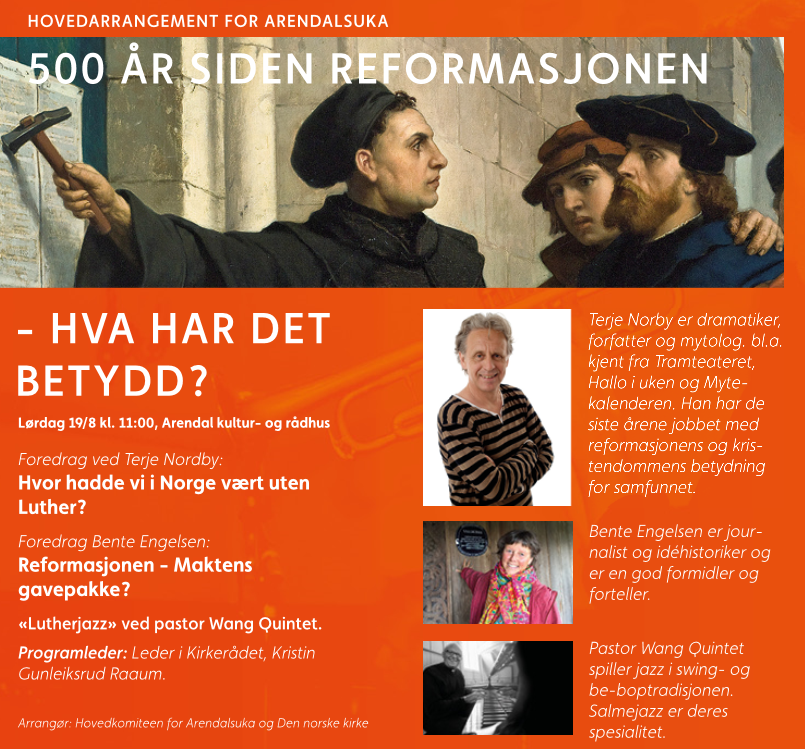 HOVEDARRANGEMENT FOR ARENDALSUKA
500 ÅR SIDEN REFORMASJONEN
- HVA HAR DET
BETYDD?
Lørdag 19/8 kl. 11:00, Arendal kultur- og rådhus
Foredrag ved Terje Nordby:
Hvor hadde vi i Norge vært uten
Luther?
Foredrag Bente Engelsen:
Reformasjonen - Maktens
gavepakke?
«Lutherjazz» ved pastor Wang Quintet.
Programleder: Leder i Kirkerådet, Kristin
Gunleiksrud Raaum.
Arrangør: Hovedkomiteen for Arendalsuka og Den norske kirke
Terje Norby er dramatiker,
forfatter og mytolog. bl.a.
kjent fra Tramteateret,
Hallo i uken og Myte-
kalenderen. Han har de
siste årene jobbet med
reformasjonens og kris-
tendommens betydning
for samfunnet.
Bente Engelsen er jour-
nalist og idéhistoriker og
er en god formidler og
forteller.
Pastor Wang Quintet
spiller jazz i swing- og
be-boptradisjonen.
Salmejazz er deres
spesialitet.